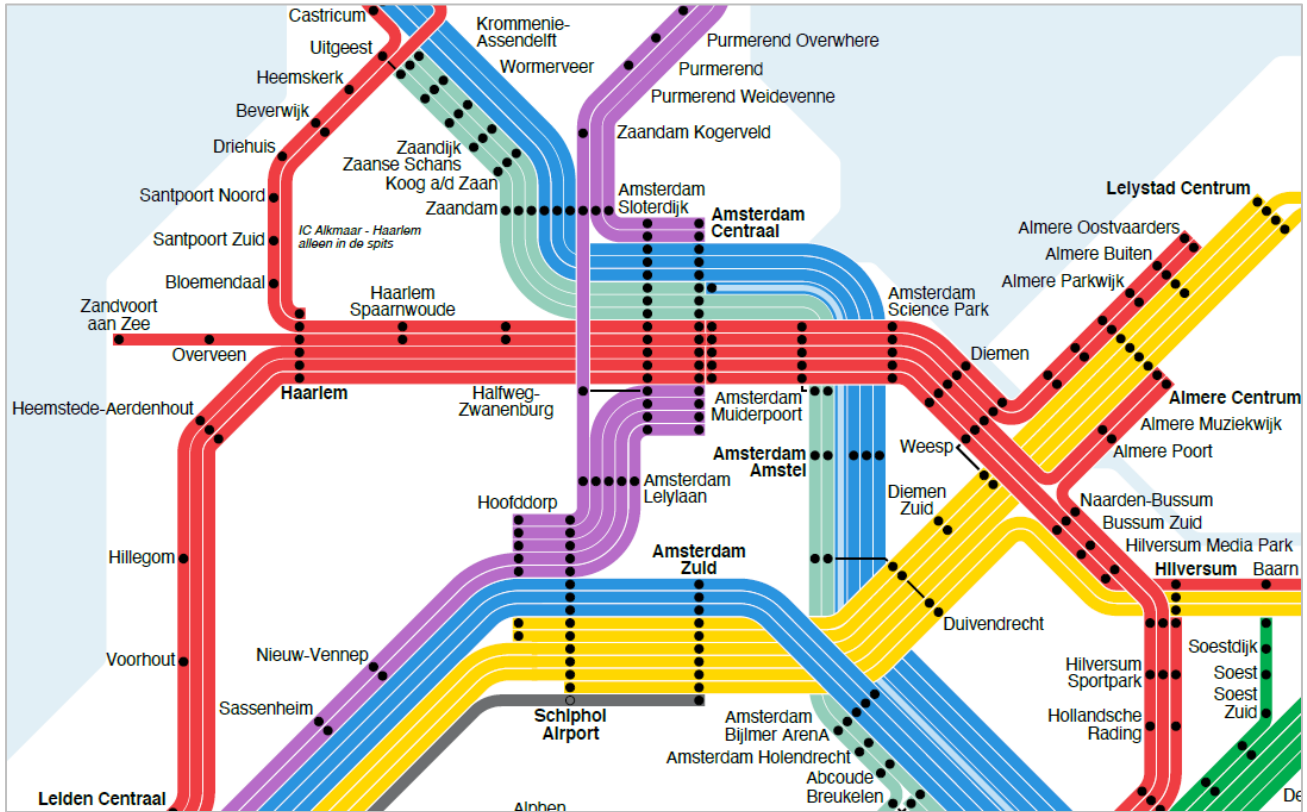 Castricum
Krommenie-
Assendelft
Uitgeest
Wormerveer
Purmerend Overwhere
Heemskerk
Purmerend
Beverwijk
Purmerend Weidevenne
Driehuis
Zaandijk
Zaanse Schans
Koog a/d Zaan
Zaandam Kogerveld
Santpoort Noord
Zaandam
Amsterdam
Sloterdijk
Amsterdam
Centraal
Lelystad Centrum
IC Alkmaar - Haarlem
alleen in de spits
Santpoort Zuid
Almere Oostvaarders
Almere Buiten
Almere Parkwijk
Bloemendaal
Zandvoort
aan Zee
Haarlem
Spaarnwoude
Amsterdam
Science Park
Overveen
Diemen
Haarlem
Halfweg-
Zwanenburg
Amsterdam
Muiderpoort
Almere Centrum
Heemstede-Aerdenhout
Almere Muziekwijk
Almere Poort
Weesp
Amsterdam
Amstel
Amsterdam
Lelylaan
Hoofddorp
Diemen
Zuid
Naarden-Bussum
Bussum Zuid
Hilversum Media Park
Hillegom
Amsterdam
Zuid
Hilversum
Baarn
Duivendrecht
Voorhout
Nieuw-Vennep
Soestdijk
Hilversum
Sportpark
Soest
Soest
Zuid
Sassenheim
Schiphol
Airport
Amsterdam
Bijlmer ArenA
Hollandsche
Rading
Amsterdam Holendrecht
Abcoude
Breukelen
Leiden Centraal
Alphen
De